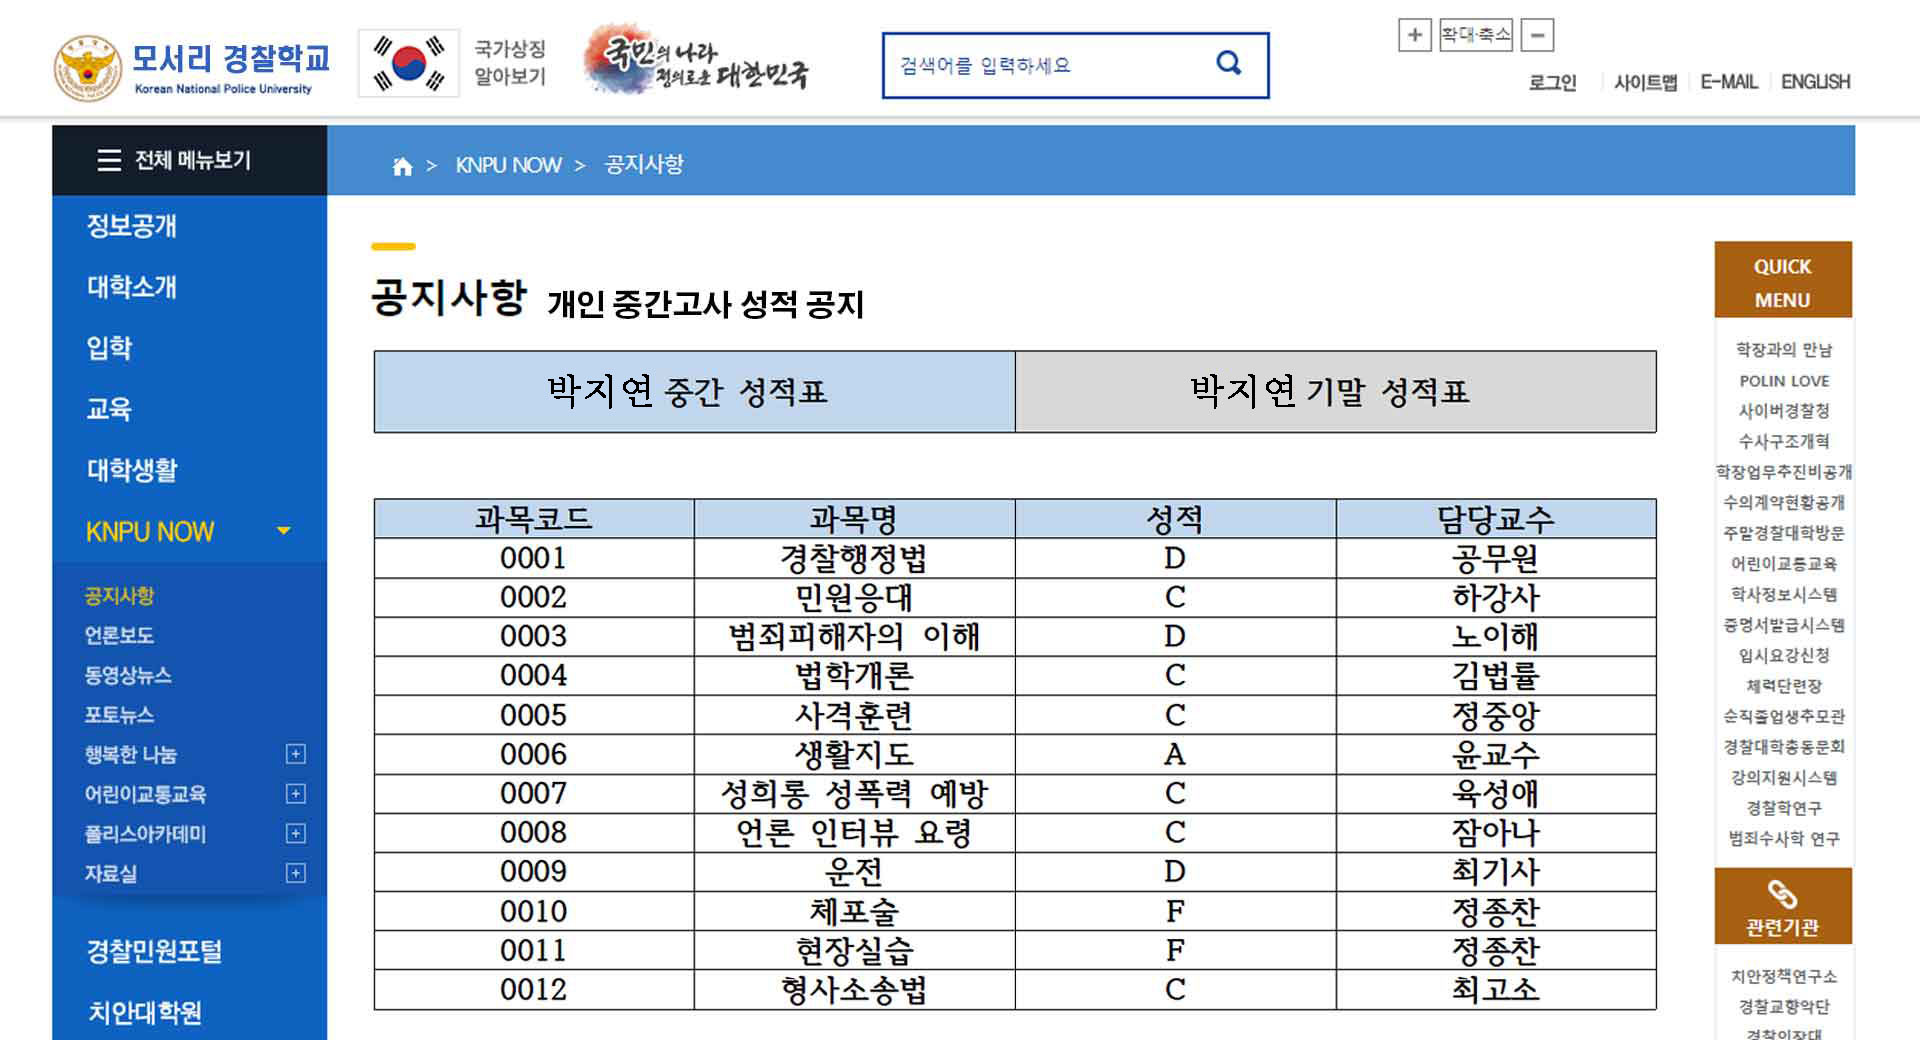 모서리 경찰학교
Korean National Police University
국가상징
알아보기
국민의 나라
정의로운 대한민국
검색어를 입력하세요
+ 확대·축소 −
로그인 사이트맵 E-MAIL ENGLISH
전체 메뉴보기
> KNPU NOW > 공지사항
정보공개
대학소개
입학
교육
대학생활
KNPU NOW
공지사항
언론보도
동영상뉴스
포토뉴스
행복한 나눔
어린이교통교육
폴리스아카데미
자료실
경찰민원포털
치안대학원
공지사항 개인 중간고사 성적 공지
박지연 중간 성적표 박지연 기말 성적표
과목코드 과목명 성적 담당교수
0001 경찰행정법 D 공무원
0002 민원응대 C 하강사
0003 범죄피해자의 이해 D 노이해
0004 법학개론 C 김법률
0005 사격훈련 C 정중앙
0006 생활지도 A 윤교수
0007 성희롱 성폭력 예방 C 육성애
0008 언론 인터뷰 요령 C 잠아나
0009 운전 D 최기사
0010 체포술 F 정종찬
0011 현장실습 F 정종찬
0012 형사소송법 C 최고소
QUICK
MENU
학장과의 만남
POLIN LOVE
사이버경찰청
수사구조개혁
학장업무추진비공개
수의계약현황공개
주말경찰대학방문
어린이교통교육
학사정보시스템
증명서발급시스템
입시요강신청
체력단련장
순직졸업생추모관
경찰대학총동문회
강의지원시스템
경찰학연구
범죄수사학 연구
관련기관
치안정책연구소
경찰교향악단
경찰의장대